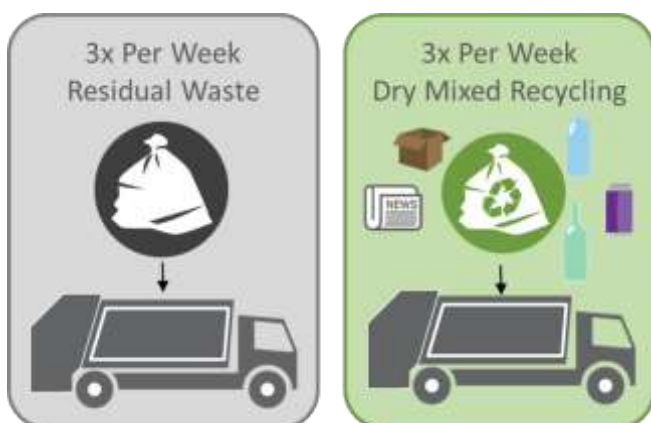 3x Per Week
Residual Waste
3x Per Week
Dry Mixed Recycling
NEWS